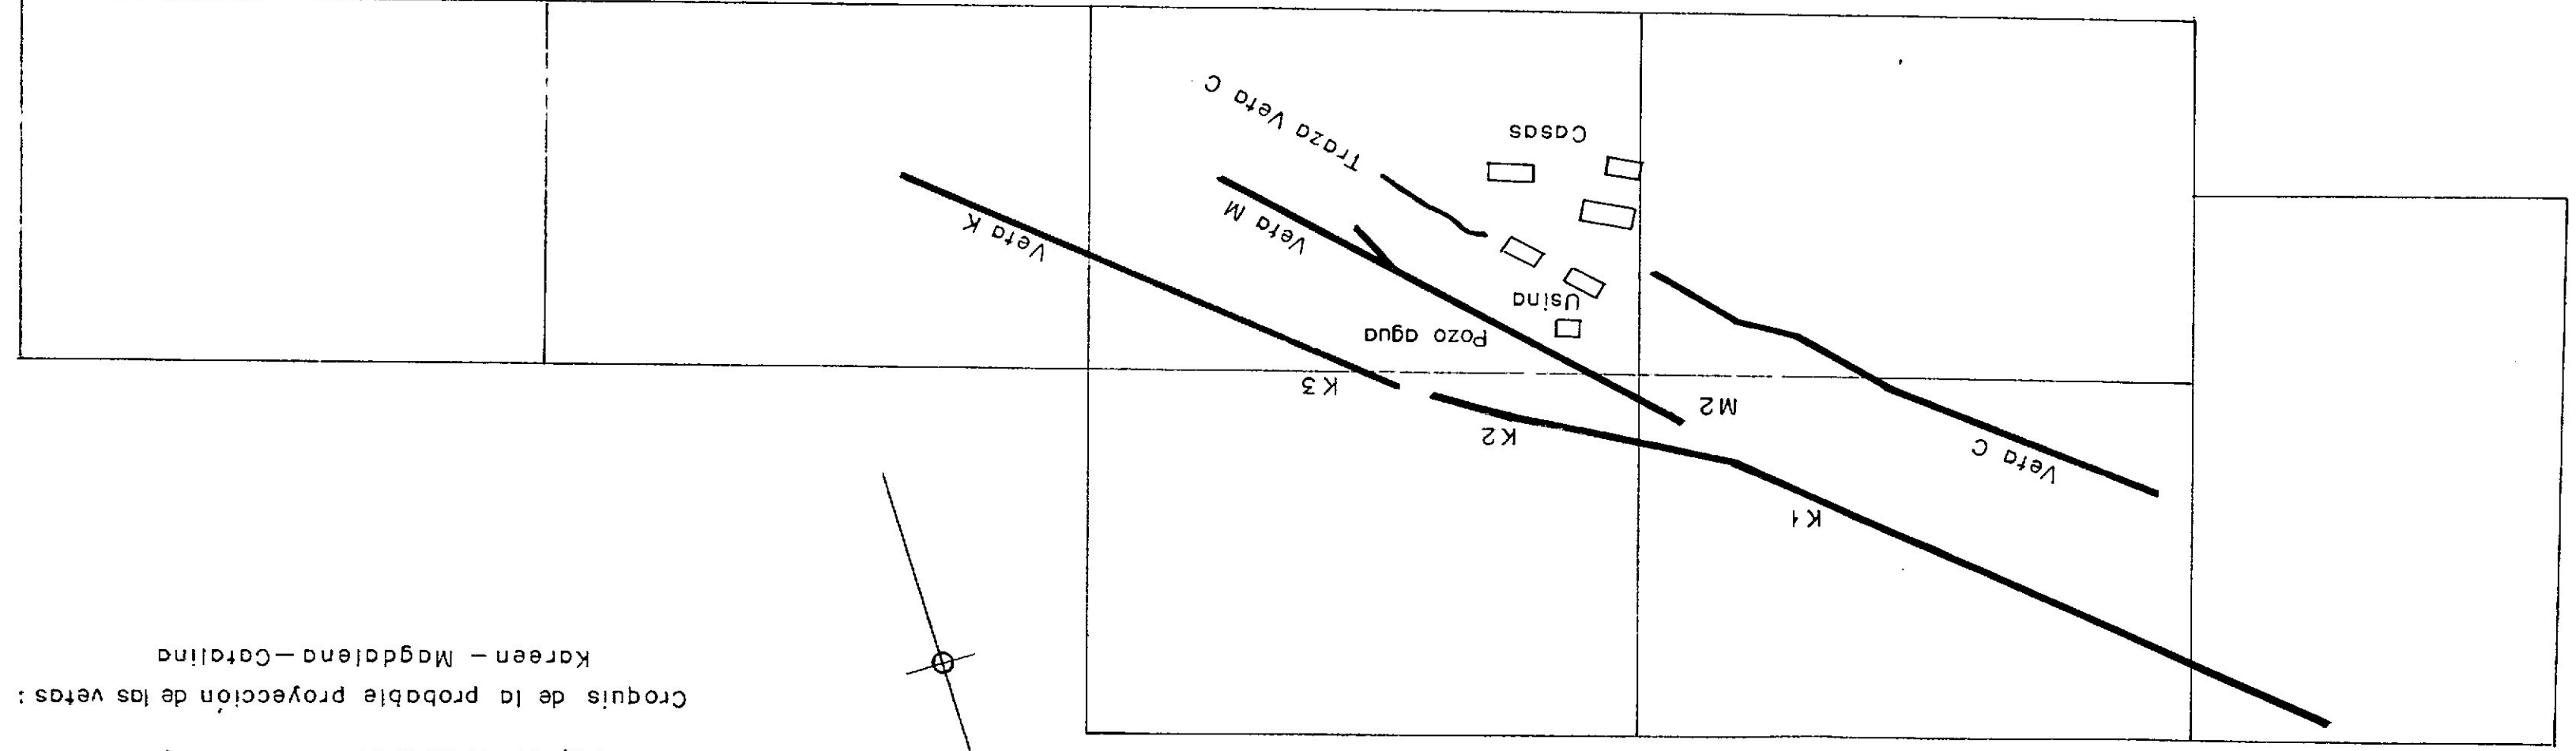 Croquis de la probable proyección de las vetas :
Kareen – Magdalena – Catalina
K1
Veta C
K2
M2
K3
Pozo agua
Usina
Veta K
Veta M
Casas
Traza Veta C